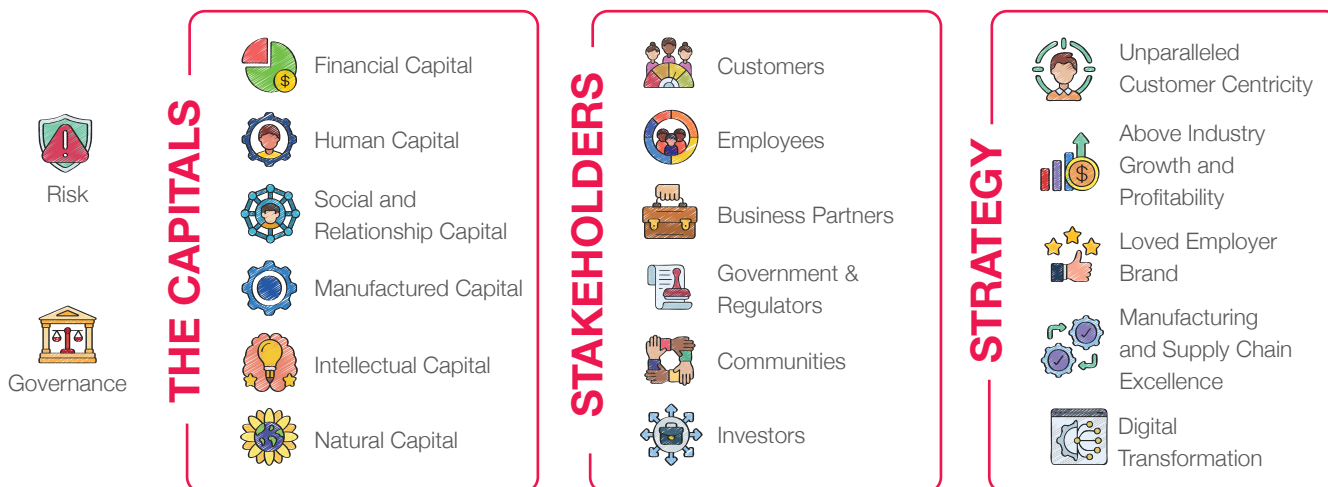 Risk
Governance
THE CAPITALS
Financial Capital
Human Capital
Social and
Relationship Capital
Manufactured Capital
Intellectual Capital
Natural Capital
STAKEHOLDERS
Customers
Employees
Business Partners
Government &
Regulators
Communities
Investors
STRATEGY
Unparalleled
Customer Centricity
Above Industry
Growth and
Profitability
Loved Employer
Brand
Manufacturing
and Supply Chain
Excellence
Digital
Transformation